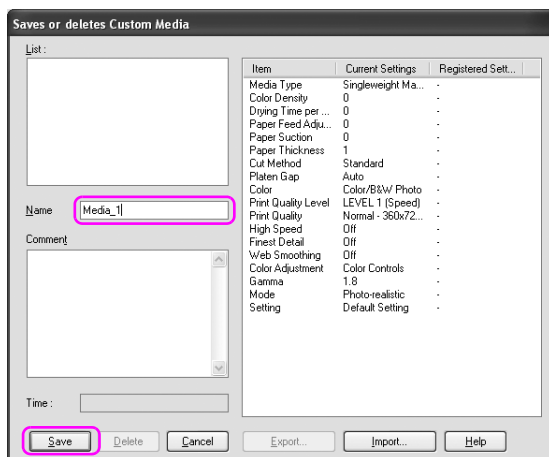 Saves or deletes Custom Media
List :
Name Media_1
Comment
Time :
Item Current Settings Registered Sett...
Media Type Singleweight Ma... -
Color Density 0 -
Drying Time per ... 0 -
Paper Feed Adju... 0 -
Paper Suction 0 -
Paper Thickness 1 -
Cut Method Standard -
Platen Gap Auto -
Color Color/B&W Photo -
Print Quality Level LEVEL 1 (Speed) -
Print Quality Normal - 360x72... -
High Speed Off -
Finest Detail Off -
Web Smoothing Off -
Color Adjustment Color Controls -
Gamma 1.8 -
Mode Photo-realistic -
Setting Default Setting -
Save Delete Cancel Export... Import... Help